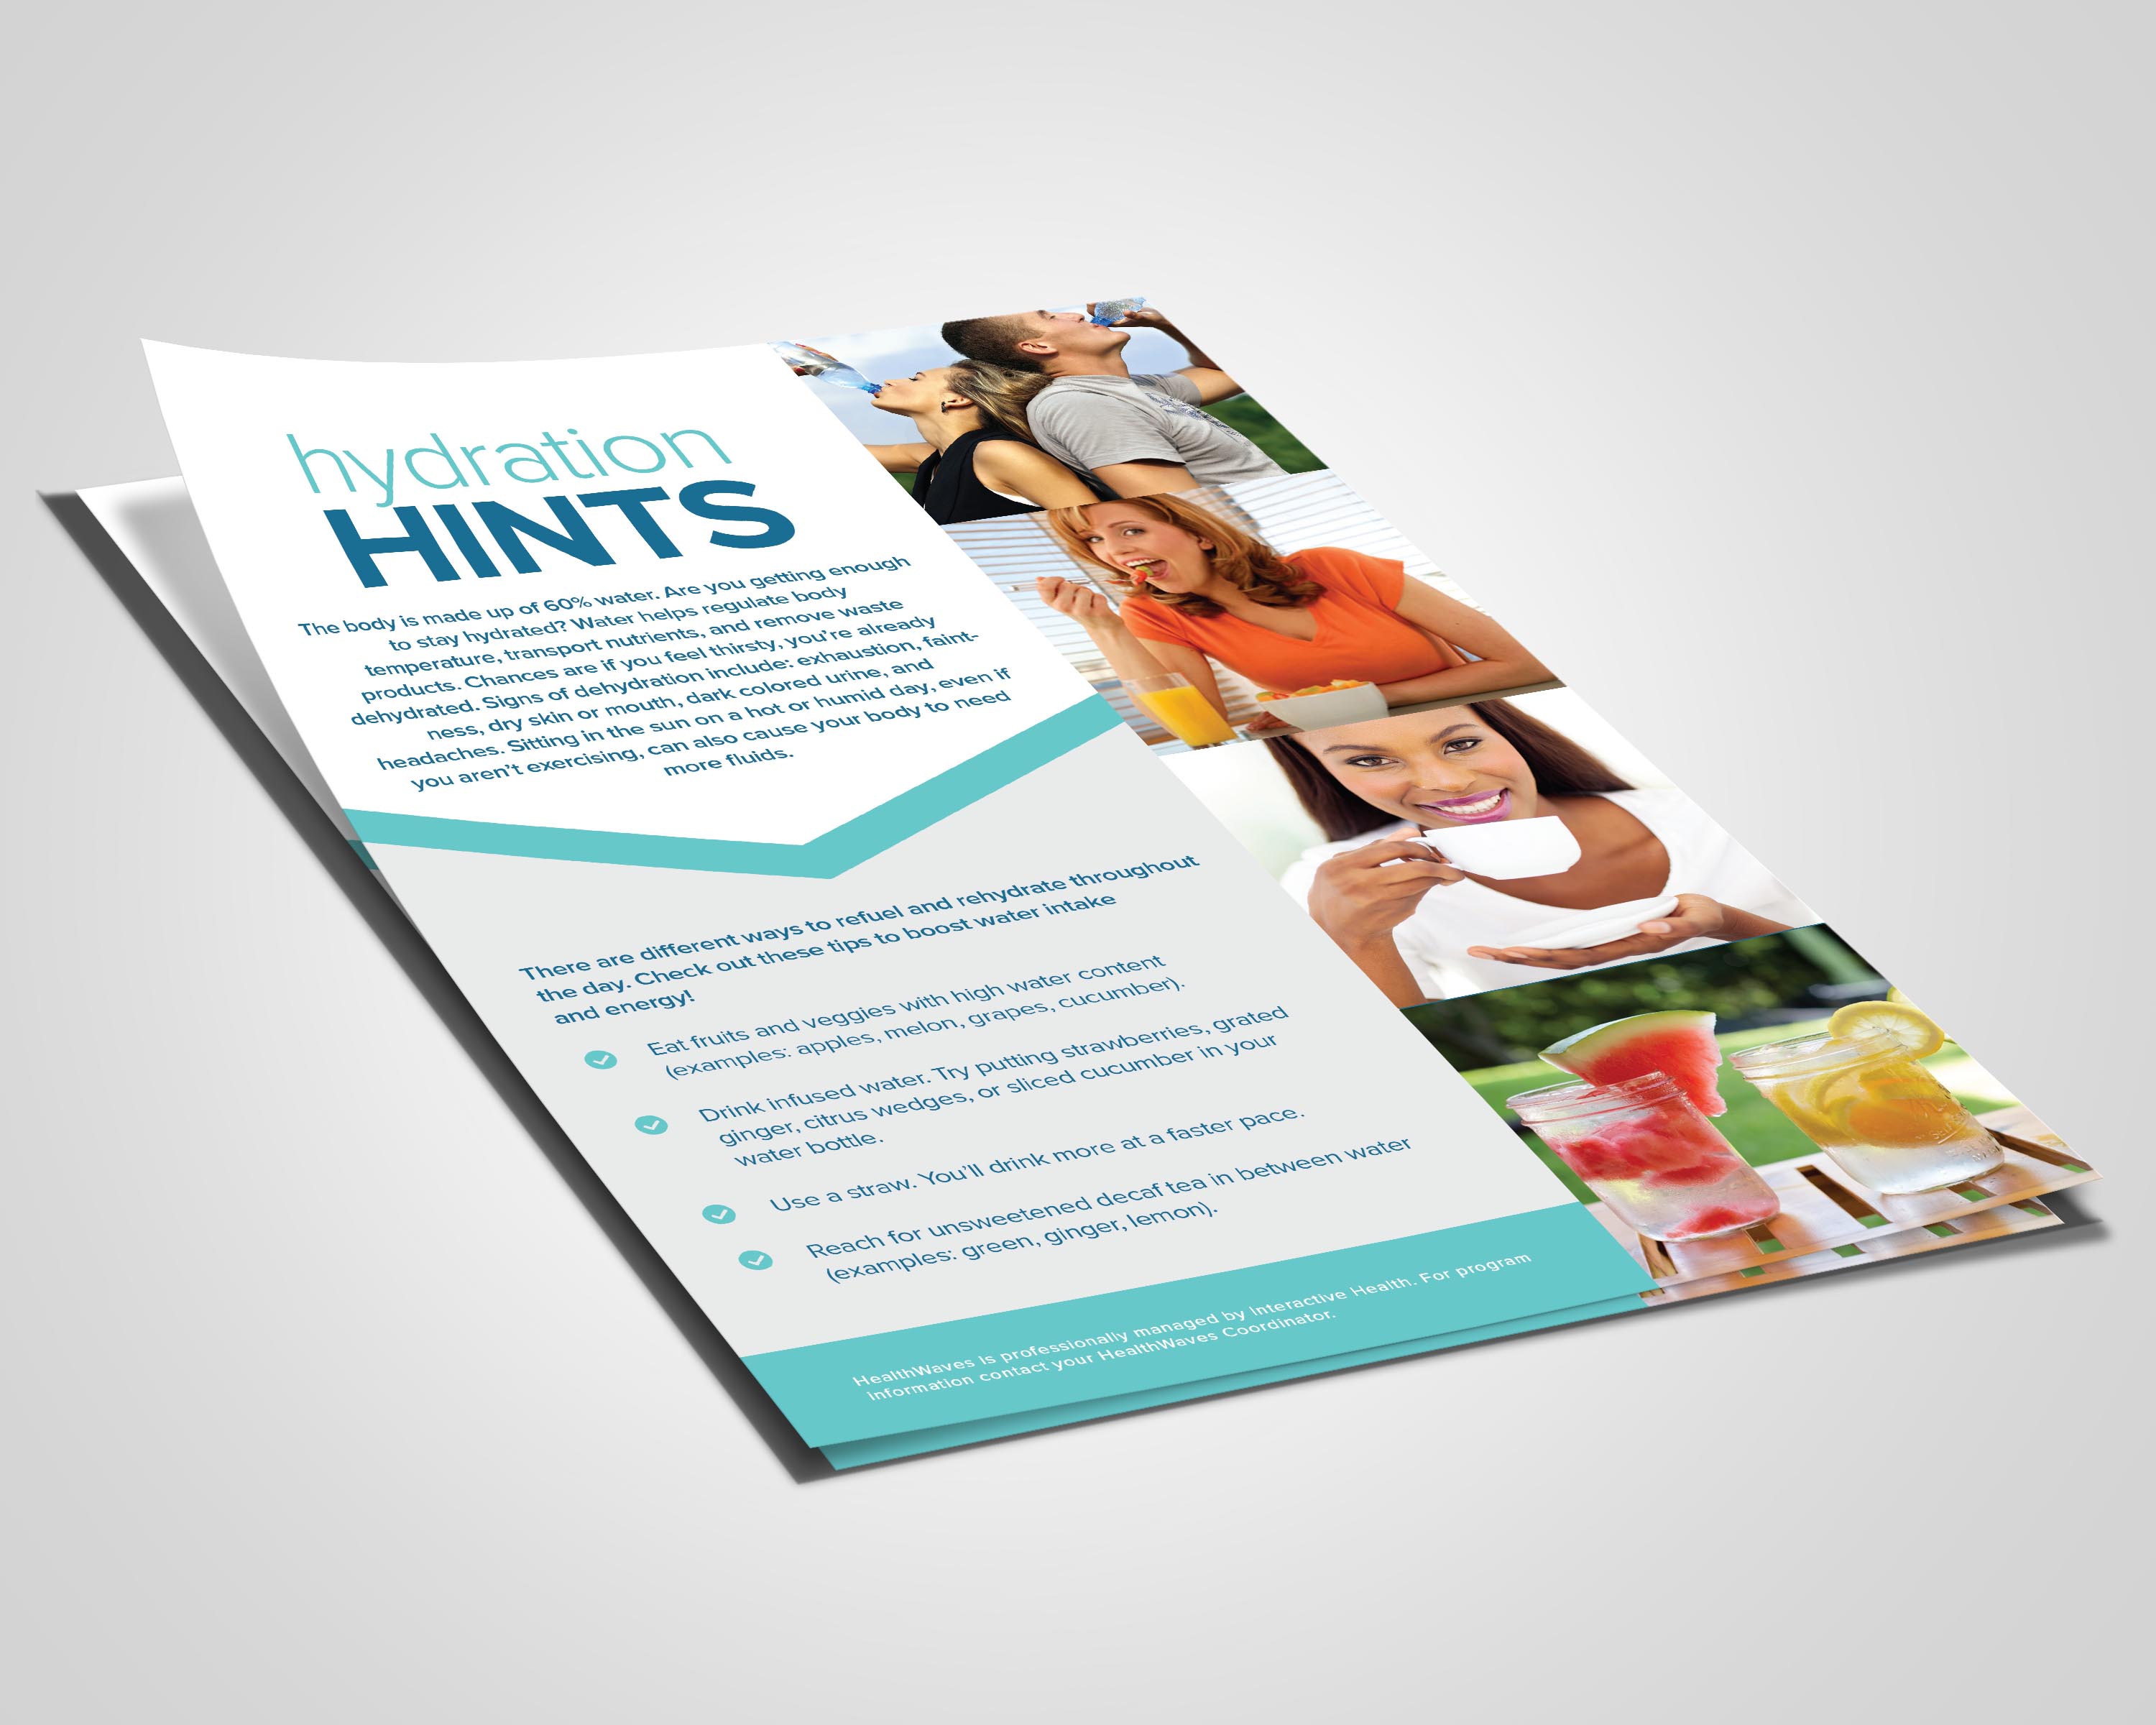 hydration
HINTS
The body is made up of 60% water. Are you getting enough
to stay hydrated? Water helps regulate body
temperature, transport nutrients, and remove waste
products. Chances are if you feel thirsty, you're already
dehydrated. Signs of dehydration include: exhaustion, faint-
ness, dry skin or mouth, dark colored urine, and
headaches. Sitting in the sun on a hot or humid day, even if
you aren't exercising, can also cause your body to need
more fluids.
There are different ways to refuel and rehydrate throughout
the day. Check out these tips to boost water intake
and energy!
Eat fruits and veggies with high water content
(examples: apples, melon, grapes, cucumber).
Drink infused water. Try putting strawberries, grated
ginger, citrus wedges, or sliced cucumber in your
water bottle.
Use a straw. You'll drink more at a faster pace.
Reach for unsweetened decaf tea in between water
(examples: green, ginger, lemon).
HealthWaves is professionally managed by Interactive Health. For program
information contact your HealthWaves Coordinator.